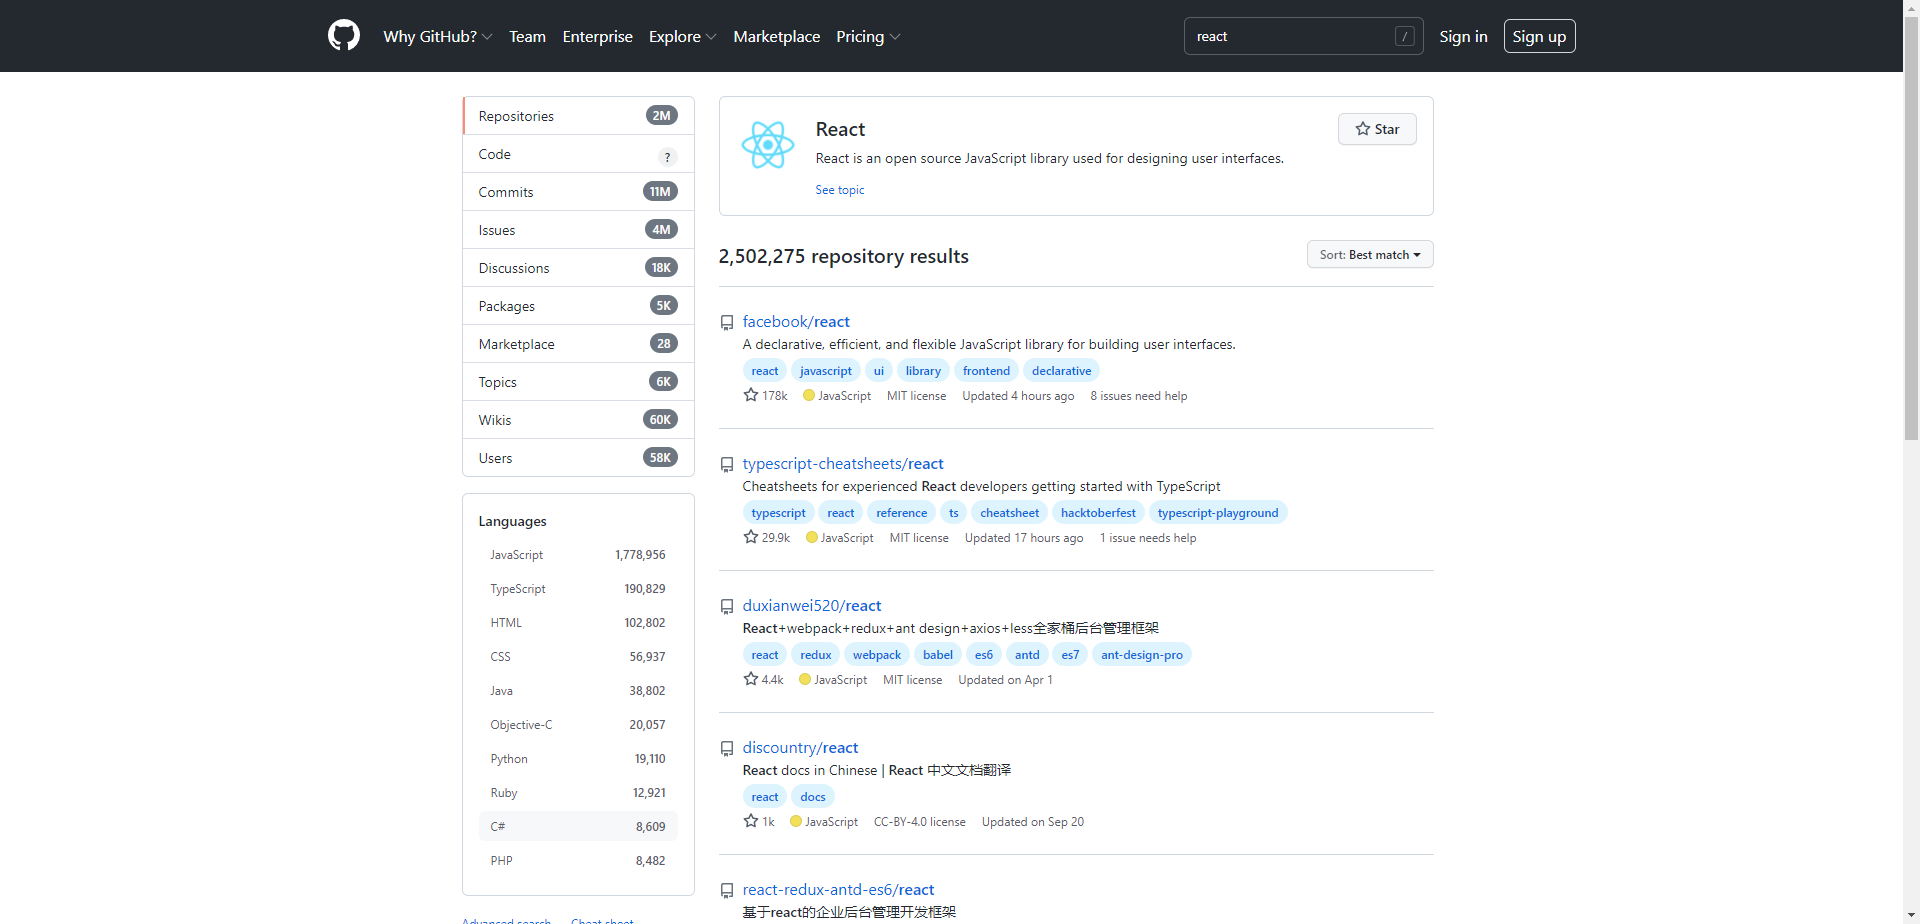 Why GitHub? Team Enterprise Explore Marketplace Pricing react / Sign in Sign up
Repositories 2M
Code ?
Commits 11M
Issues 4M
Discussions 18K
Packages 5K
Marketplace 28
Topics 6K
Wikis 60K
Users 58K
Languages
JavaScript 1,778,956
TypeScript 190,829
HTML 102,802
CSS 56,937
Java 38,802
Objective-C 20,057
Python 19,110
Ruby 12,921
C# 8,609
PHP 8,482
Advanced search Cheat sheet
React
Star
React is an open source JavaScript library used for designing user interfaces.
See topic
2,502,275 repository results
Sort: Best match
facebook/react
A declarative, efficient, and flexible JavaScript library for building user interfaces.
react javascript ui library frontend declarative
178k JavaScript MIT license Updated 4 hours ago 8 issues need help
typescript-cheatsheets/react
Cheatsheets for experienced React developers getting started with TypeScript
typescript react reference ts cheatsheet hacktoberfest typescript-playground
29.9k JavaScript MIT license Updated 17 hours ago 1 issue needs help
duxianwei520/react
React+webpack+redux+ant design+axios+less全家桶后台管理框架
react redux webpack babel es6 antd es7 ant-design-pro
4.4k JavaScript MIT license Updated on Apr 1
discountry/react
React docs in Chinese | React 中文文档翻译
react docs
1k JavaScript CC-BY-4.0 license Updated on Sep 20
react-redux-antd-es6/react
基于react的企业后台管理开发框架